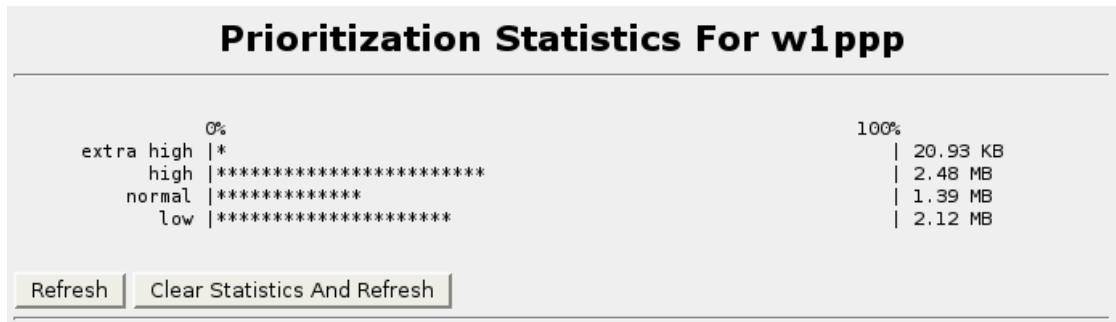 Prioritization Statistics For w1ppp
0% 100%
extra high |* | 20.93 KB
high |************************ | 2.48 MB
normal |************* | 1.39 MB
low |********************* | 2.12 MB
Refresh Clear Statistics And Refresh